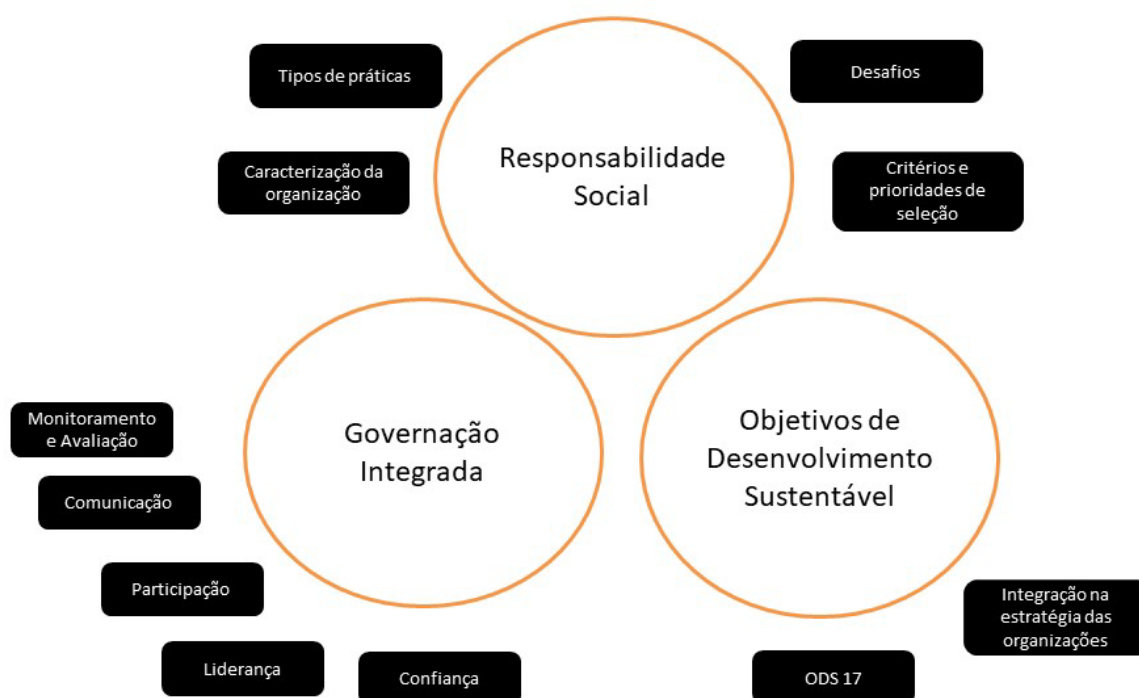 Tipos de práticas
Desafios
Responsabilidade
Social
Caracterização da
organização
Critérios e
prioridades de
seleção
Governação
Integrada
Objetivos de
Desenvolvimento
Sustentável
Monitoramento
e Avaliação
Comunicação
Participação
Liderança
Confiança
ODS 17
Integração na
estratégia das
organizações